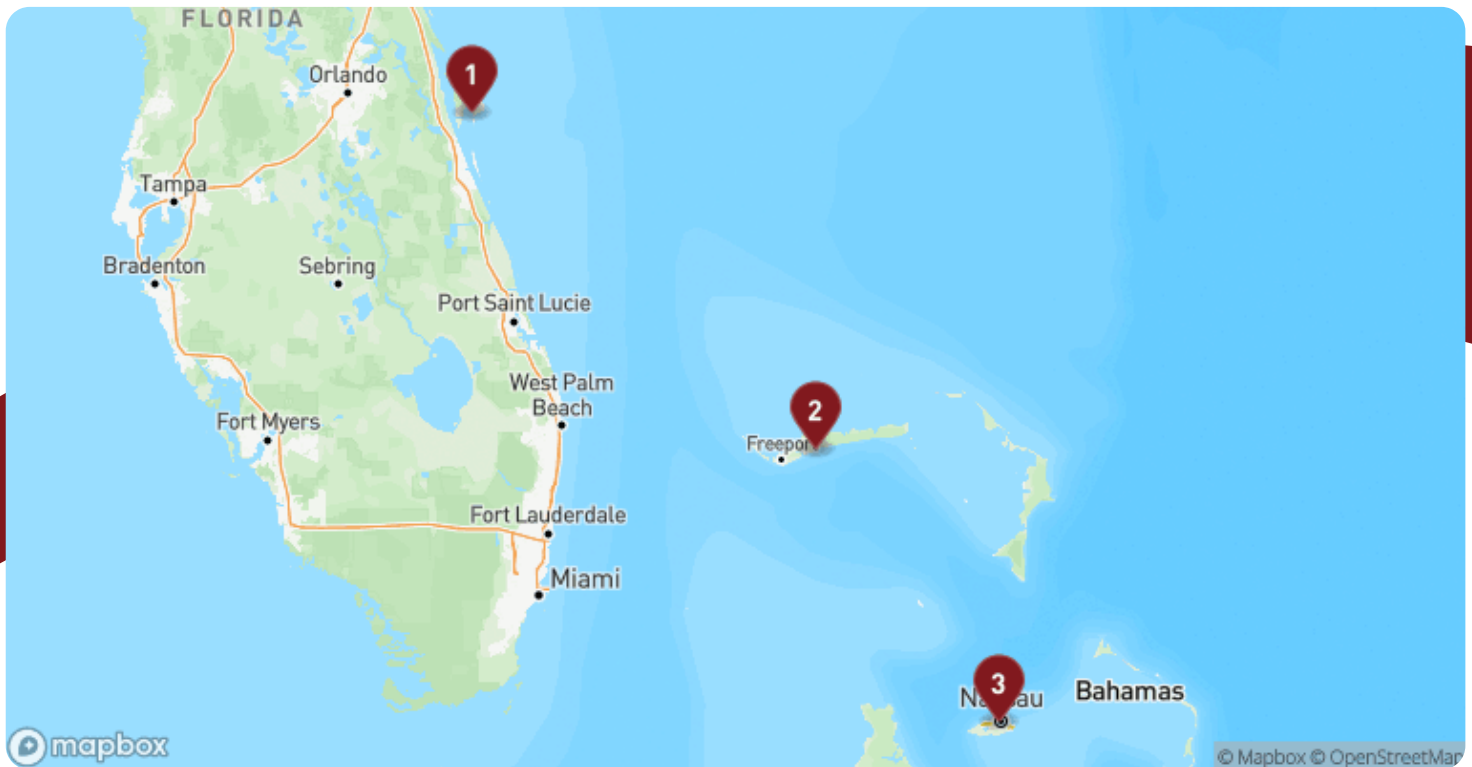 FLORIDA
Orlando
1
Tampa
Bradenton
Sebring
Port Saint Lucie
West Palm
Beach
Fort Myers
2
Freepor
Fort Lauderdale
Miami
3
Bahamas
mapbox
© Mapbox © OpenStreetMap